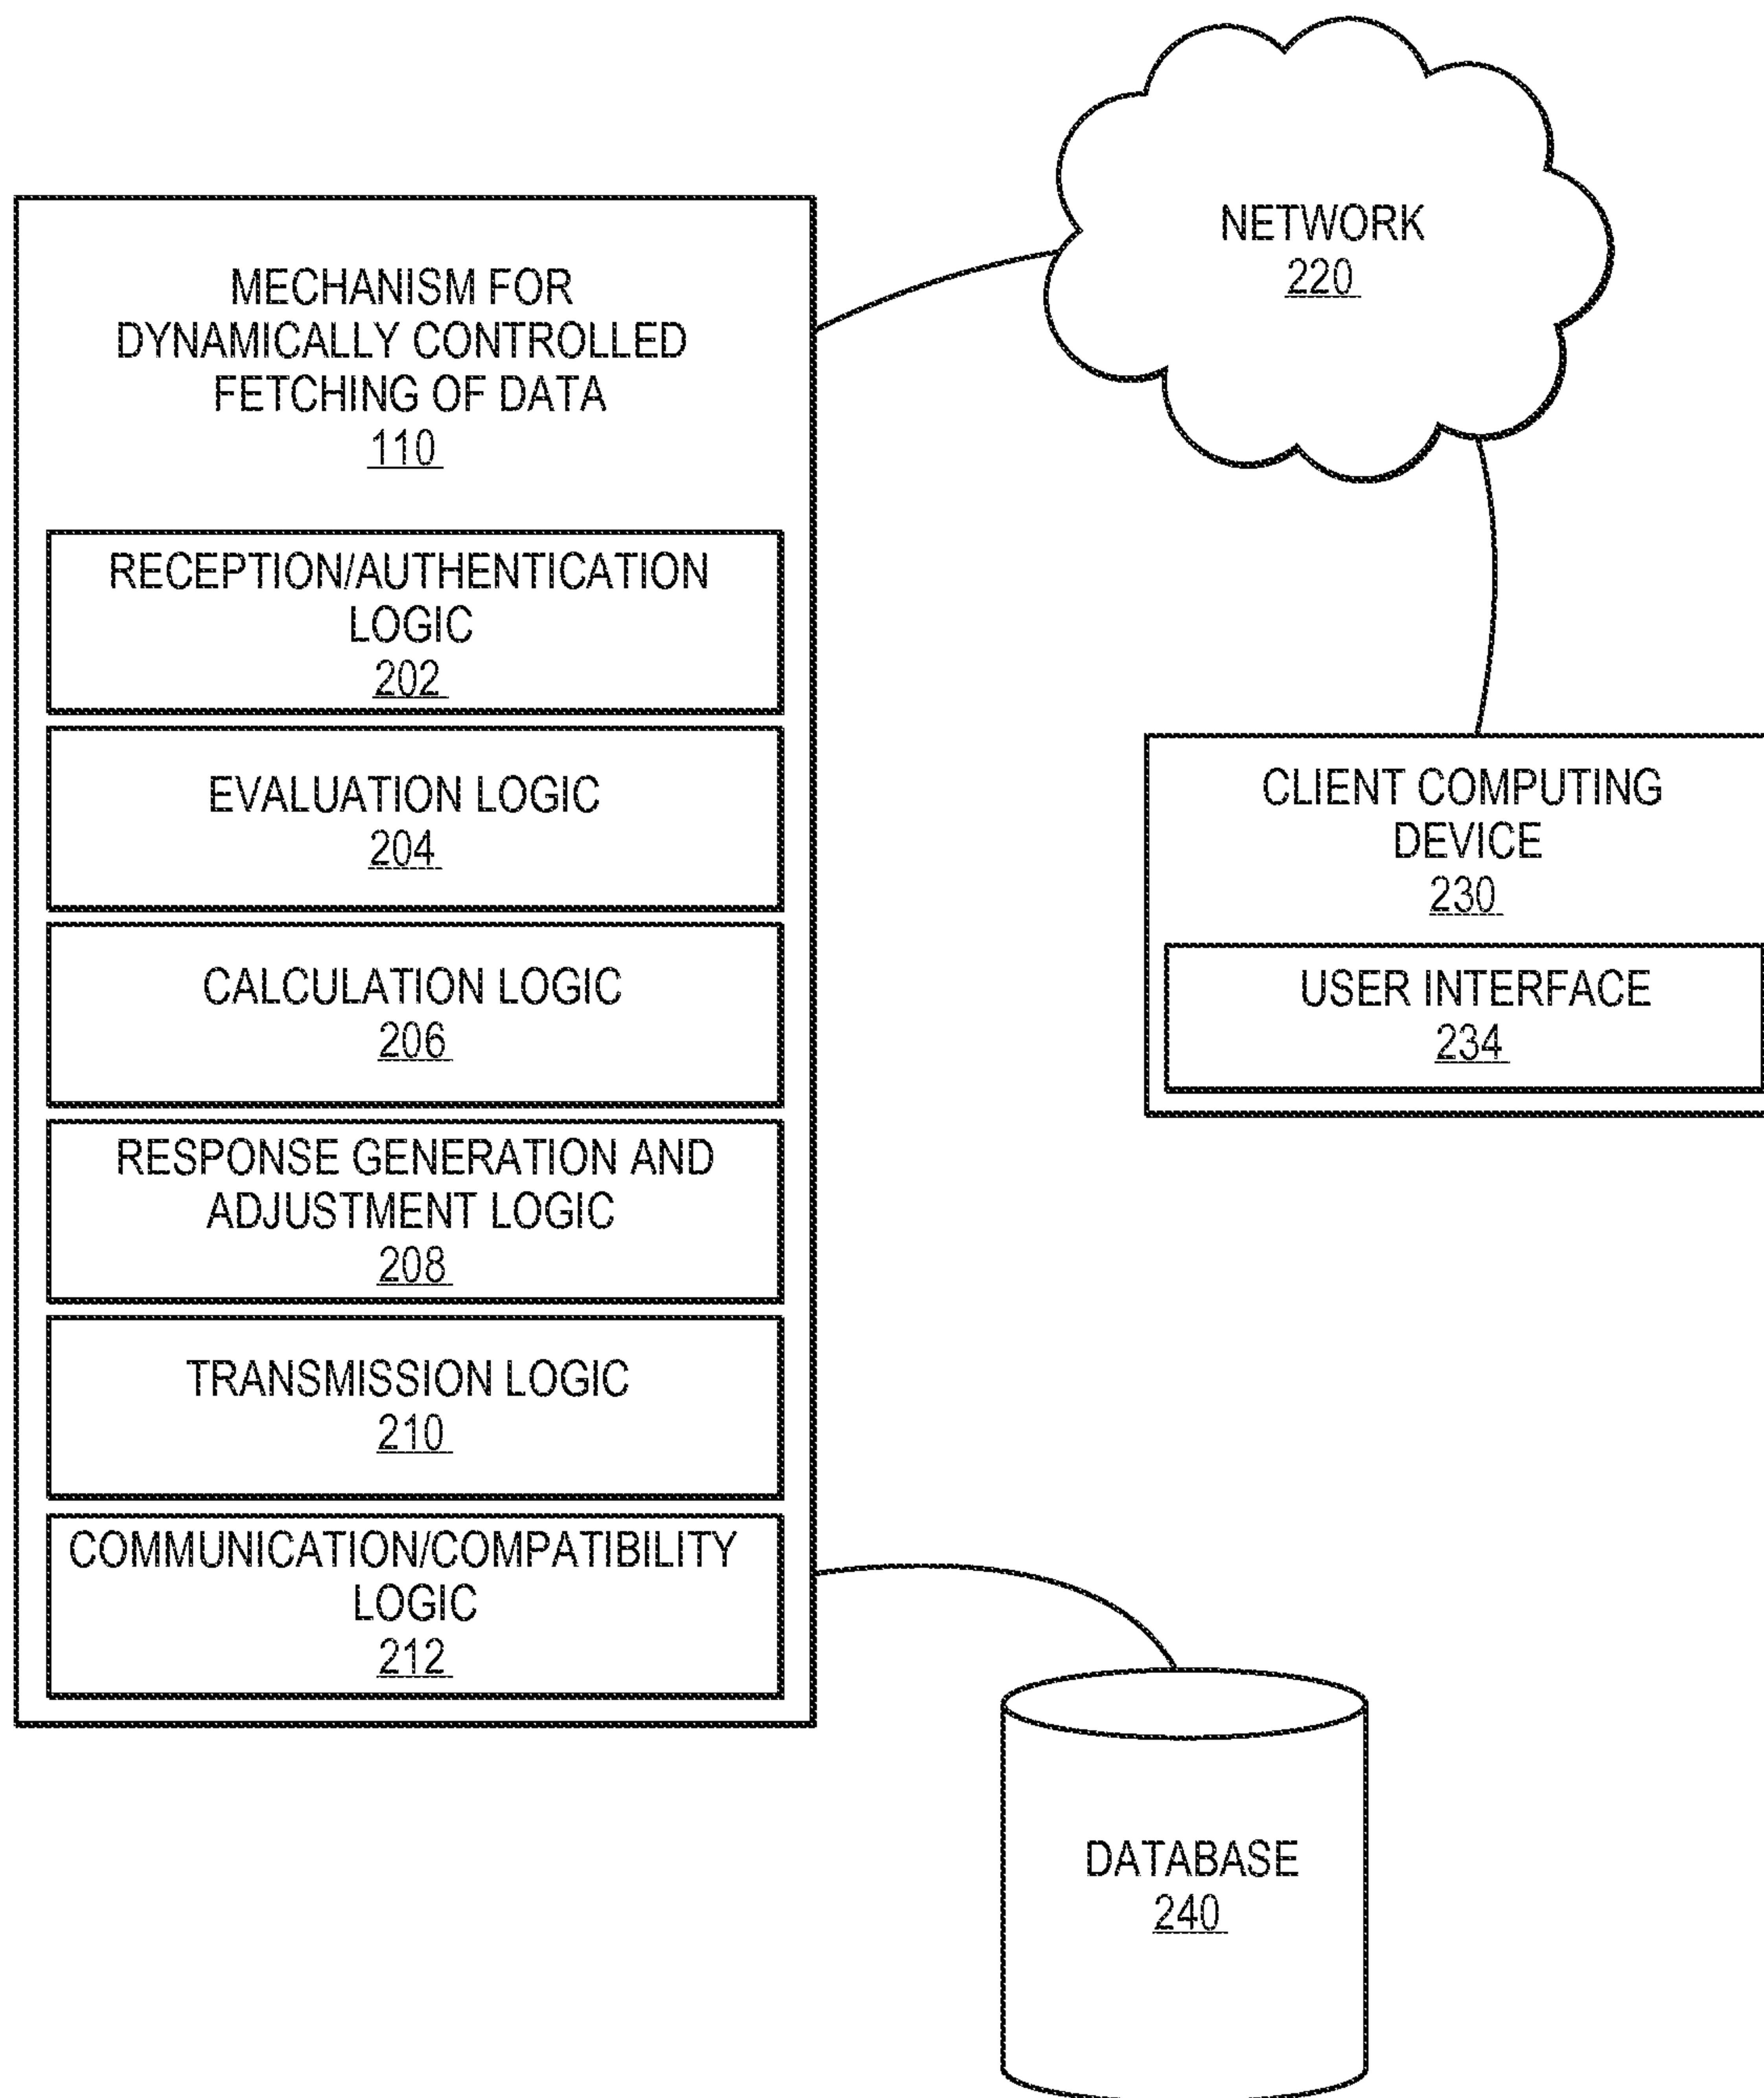 NETWORK
220
MECHANISM FOR
DYNAMICALLY CONTROLLED
FETCHING OF DATA
110
RECEPTION/AUTHENTICATION
LOGIC
202
EVALUATION LOGIC
204
CALCULATION LOGIC
206
RESPONSE GENERATION AND
ADJUSTMENT LOGIC
208
TRANSMISSION LOGIC
210
COMMUNICATION/COMPATIBILITY
LOGIC
212
CLIENT COMPUTING
DEVICE
230
USER INTERFACE
234
DATABASE
240